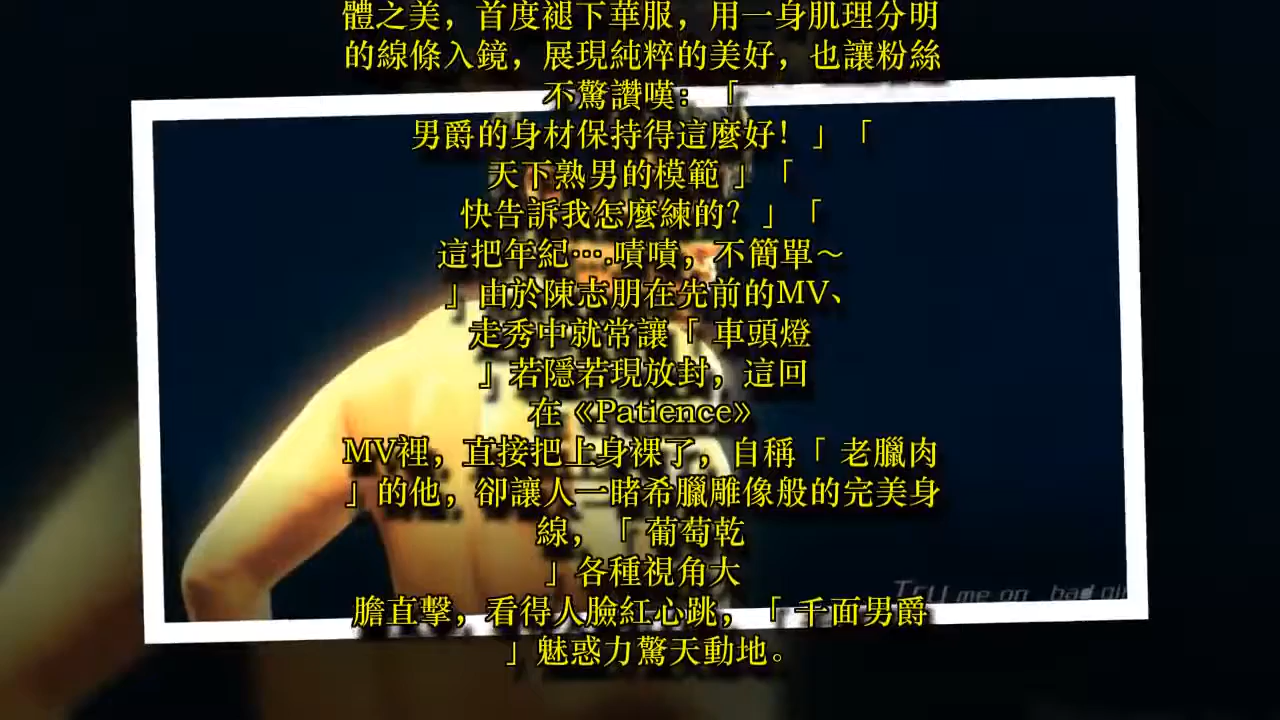 體之美，首度褪下華服，用一身肌理分明
的線條入鏡，展現純粹的美好，也讓粉絲
不驚讚嘆：「
男爵的身材保持得這麼好！」「
天下熟男的模範 」「
快告訴我怎麼練的？」「
這把年紀….嘖嘖，不簡單～
」由於陳志朋在先前的MV、
走秀中就常讓「 車頭燈
」若隱若現放封，這回
在《Patience》
MV裡，直接把上身裸了，自稱「 老臘肉
」的他，卻讓人一睹希臘雕像般的完美身
線，「 葡萄乾
」各種視角大
膽直擊，看得人臉紅心跳，「 千面男爵
」魅惑力驚天動地。
Try me on bad